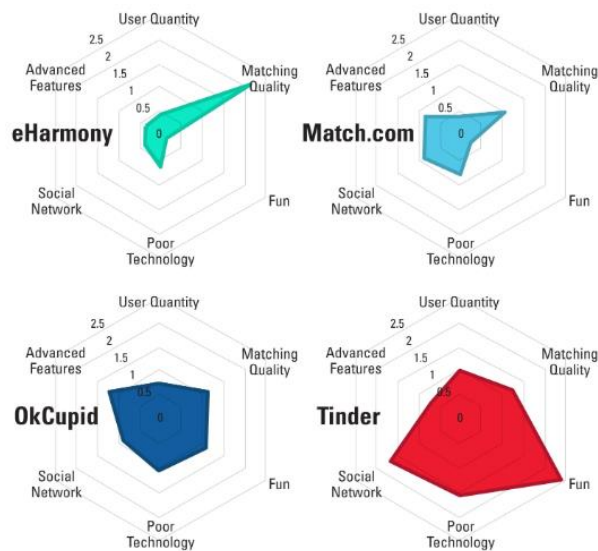 User Quantity
2.5
2
1.5
1
0.5
0
Advanced
Features
Matching
Quality
eHarmony
Social
Network
Fun
Poor
Technology
User Quantity
2.5
2
1.5
1
0.5
0
Advanced
Features
Matching
Quality
Match.com
Social
Network
Fun
Poor
Technology
User Quantity
2.5
2
1.5
1
0.5
0
Advanced
Features
Matching
Quality
OkCupid
Social
Network
Fun
Poor
Technology
User Quantity
2.5
2
1.5
1
0.5
0
Advanced
Features
Matching
Quality
Tinder
Social
Network
Fun
Poor
Technology